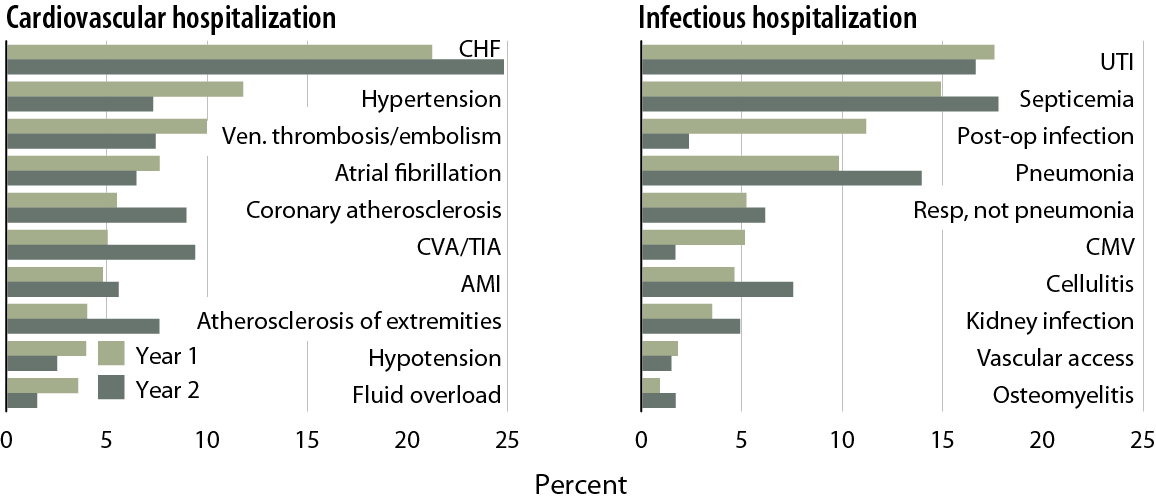 Cardiovascular hospitalization
CHF
Hypertension
Ven. thrombosis/embolism
Atrial fibrillation
Coronary atherosclerosis
CVA/TIA
AMI
Atherosclerosis of extremities
Hypotension
Fluid overload
Year 1
Year 2
0 5 10 15 20 25
Infectious hospitalization
UTI
Septicemia
Post-op infection
Pneumonia
Resp, not pneumonia
CMV
Cellulitis
Kidney infection
Vascular access
Osteomyelitis
0 5 10 15 20 25
Percent